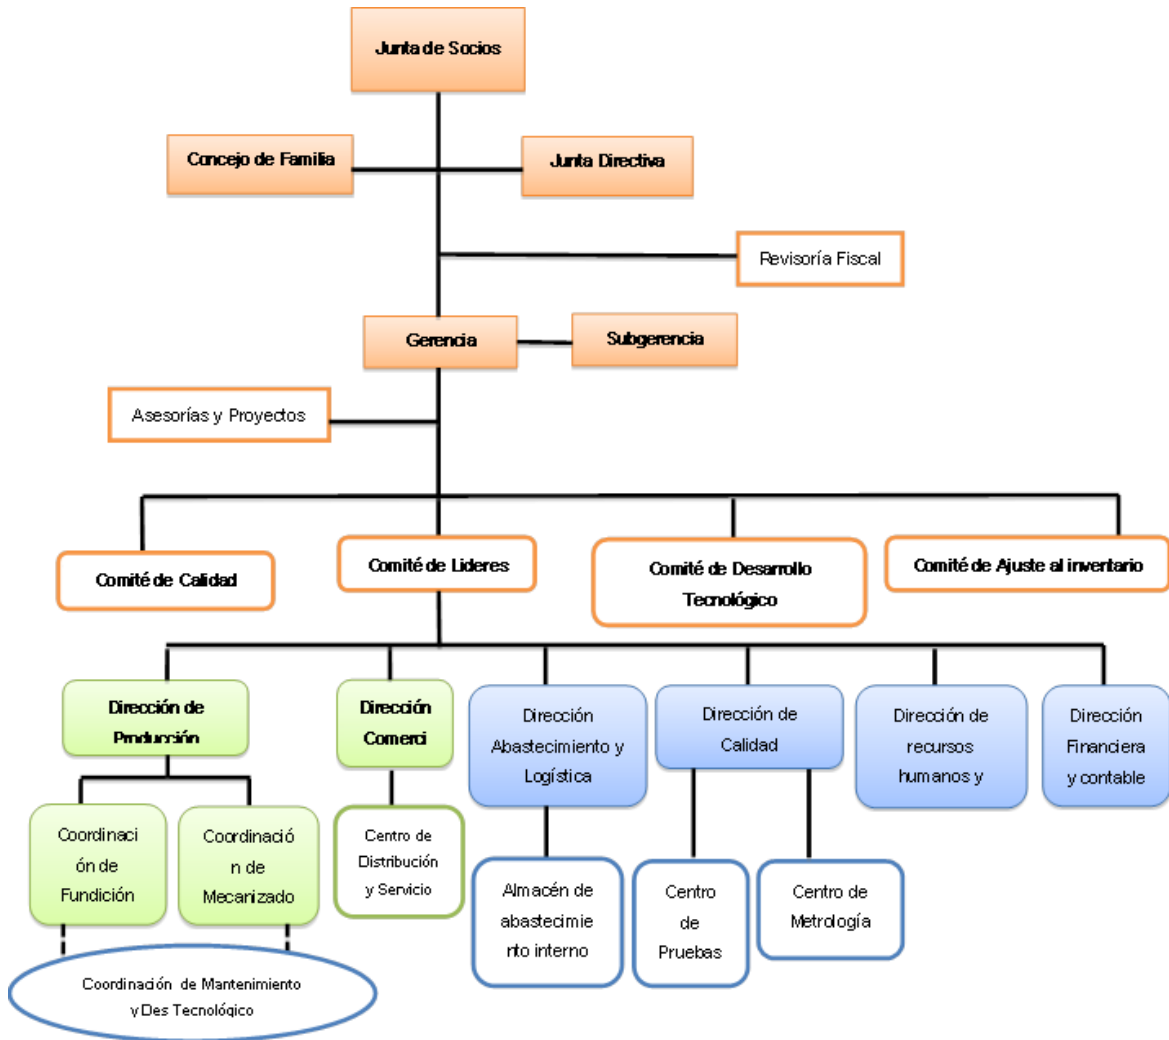 Junta de Socios
Concejo de Familia
Junta Directiva
Revisoría Fiscal
Gerencia
Subgerencia
Asesorías y Proyectos
Comité de Calidad
Comité de Lideres
Comité de Desarrollo
Tecnológico
Comité de Ajuste al inventario
Dirección de
Producción
Dirección
Comerci
Dirección
Abastecimiento y
Logística
Dirección de
Calidad
Dirección de
recursos
humanos y
Dirección
Financiera
y contable
Coordinaci
ón de
Fundición
Coordinació
n de
Mecanizado
Centro de
Distribución
y Servicio
Almacén de
abastecimie
nto interno
Centro
de
Pruebas
Centro de
Metrología
Coordinación de Mantenimiento
y Des Tecnológico